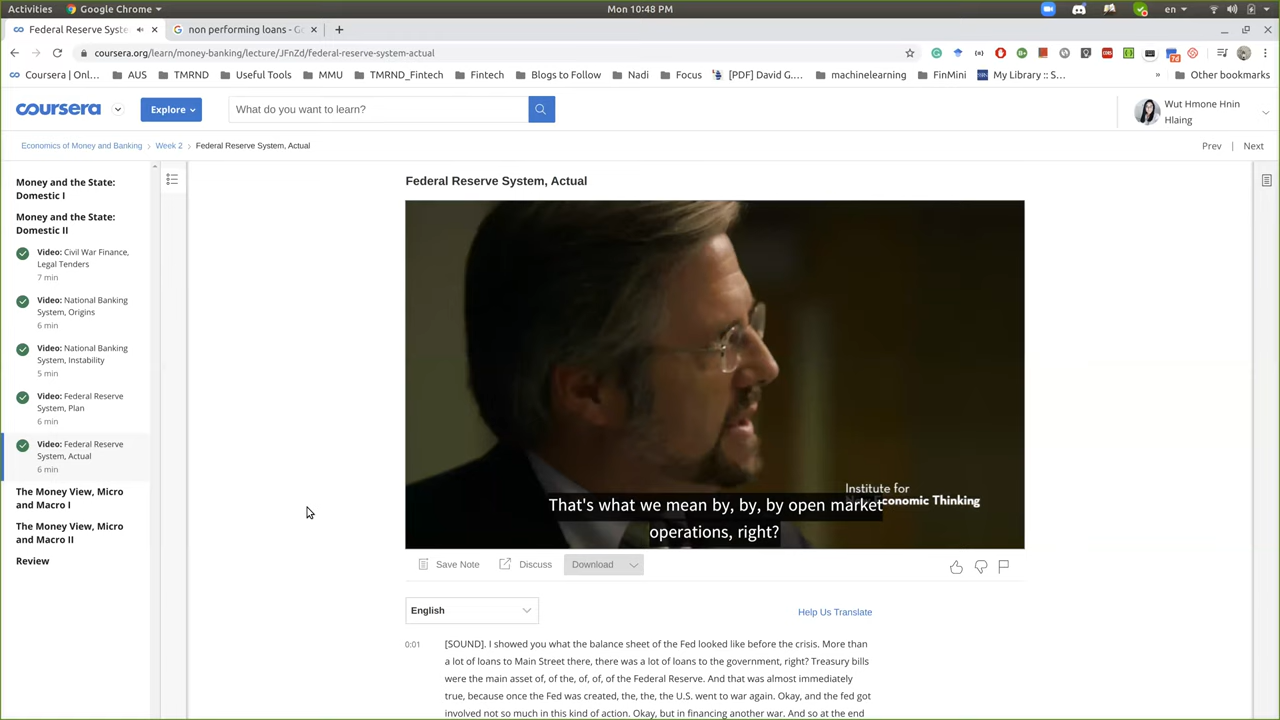 Activities Google Chrome Mon 10:48 PM en
Federal Reserve Syste non performing loans - Go
coursera.org/learn/money-banking/lecture/JFnZd/federal-reserve-system-actual
Coursera | Onl… AUS TMRND Useful Tools MMU TMRND_Fintech Fintech Blogs to Follow Nadi Focus [PDF] David G.… machinelearning FinMini My Library :: S… » Other bookmarks
coursera Explore What do you want to learn? Wut Hmone Hnin
Hlaing
Economics of Money and Banking > Week 2 > Federal Reserve System, Actual Prev | Next
Money and the State:
Domestic I
Money and the State:
Domestic II
Video: Civil War Finance,
Legal Tenders
7 min
Video: National Banking
System, Origins
6 min
Video: National Banking
System, Instability
5 min
Video: Federal Reserve
System, Plan
6 min
Video: Federal Reserve
System, Actual
6 min
The Money View, Micro
and Macro I
The Money View, Micro
and Macro II
Review
Federal Reserve System, Actual
Institute for
Economic Thinking
That's what we mean by, by, by open market
operations, right?
Save Note Discuss Download
English Help Us Translate
0:01 [SOUND]. I showed you what the balance sheet of the Fed looked like before the crisis. More than
a lot of loans to Main Street there, there was a lot of loans to the government, right? Treasury bills
were the main asset of, of the, of, of, of the Federal Reserve. And that was almost immediately
true, because once the Fed was created, the, the, the U.S. went to war again. Okay, and the fed got
involved not so much in this kind of action. Okay, but in financing another war. And so at the end